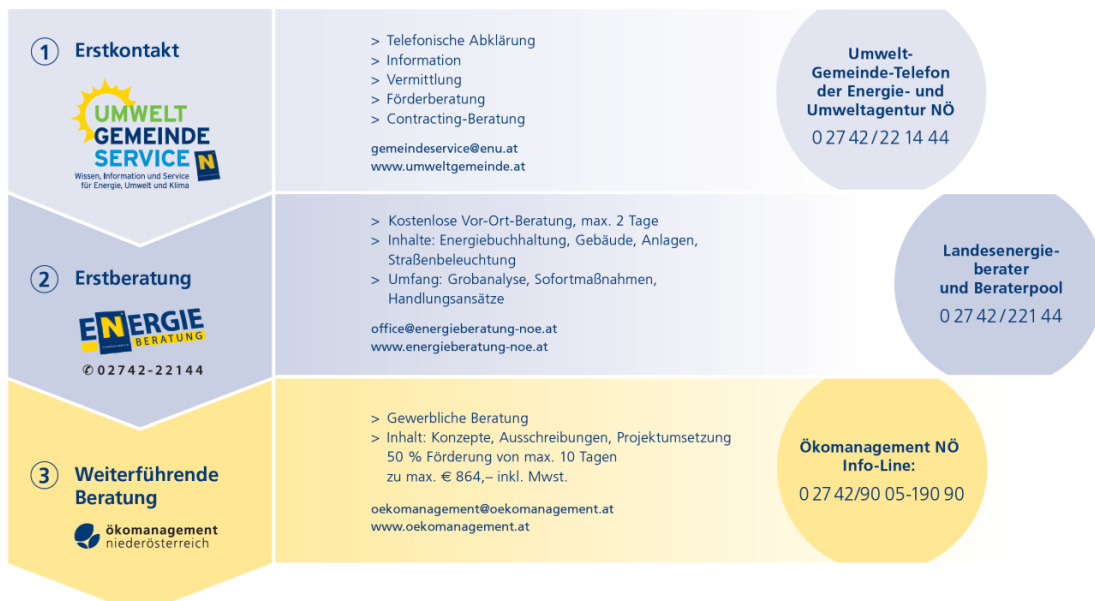 1 Erstkontakt
UMWELT
GEMEINDE
SERVICE N
Wissen, Information und Service
für Energie, Umwelt und Klima
> Telefonische Abklärung
> Information
> Vermittlung
> Förderberatung
> Contracting-Beratung
gemeindeservice@enu.at
www.umweltgemeinde.at
Umwelt-
Gemeinde-Telefon
der Energie- und
Umweltagentur NÖ
0 27 42/22 14 44
2 Erstberatung
ENERGIE
BERATUNG
✆ 02742-22144
> Kostenlose Vor-Ort-Beratung, max. 2 Tage
> Inhalte: Energiebuchhaltung, Gebäude, Anlagen,
Straßenbeleuchtung
> Umfang: Grobanalyse, Sofortmaßnahmen,
Handlungsansätze
office@energieberatung-noe.at
www.energieberatung-noe.at
Landesenergie-
berater
und Beraterpool
0 27 42/221 44
3 Weiterführende
Beratung
ökomanagement
niederösterreich
> Gewerbliche Beratung
> Inhalt: Konzepte, Ausschreibungen, Projektumsetzung
50 % Förderung von max. 10 Tagen
zu max. € 864,– inkl. Mwst.
oekomanagement@oekomanagement.at
www.oekomanagement.at
Ökomanagement NÖ
Info-Line:
0 27 42/90 05-190 90